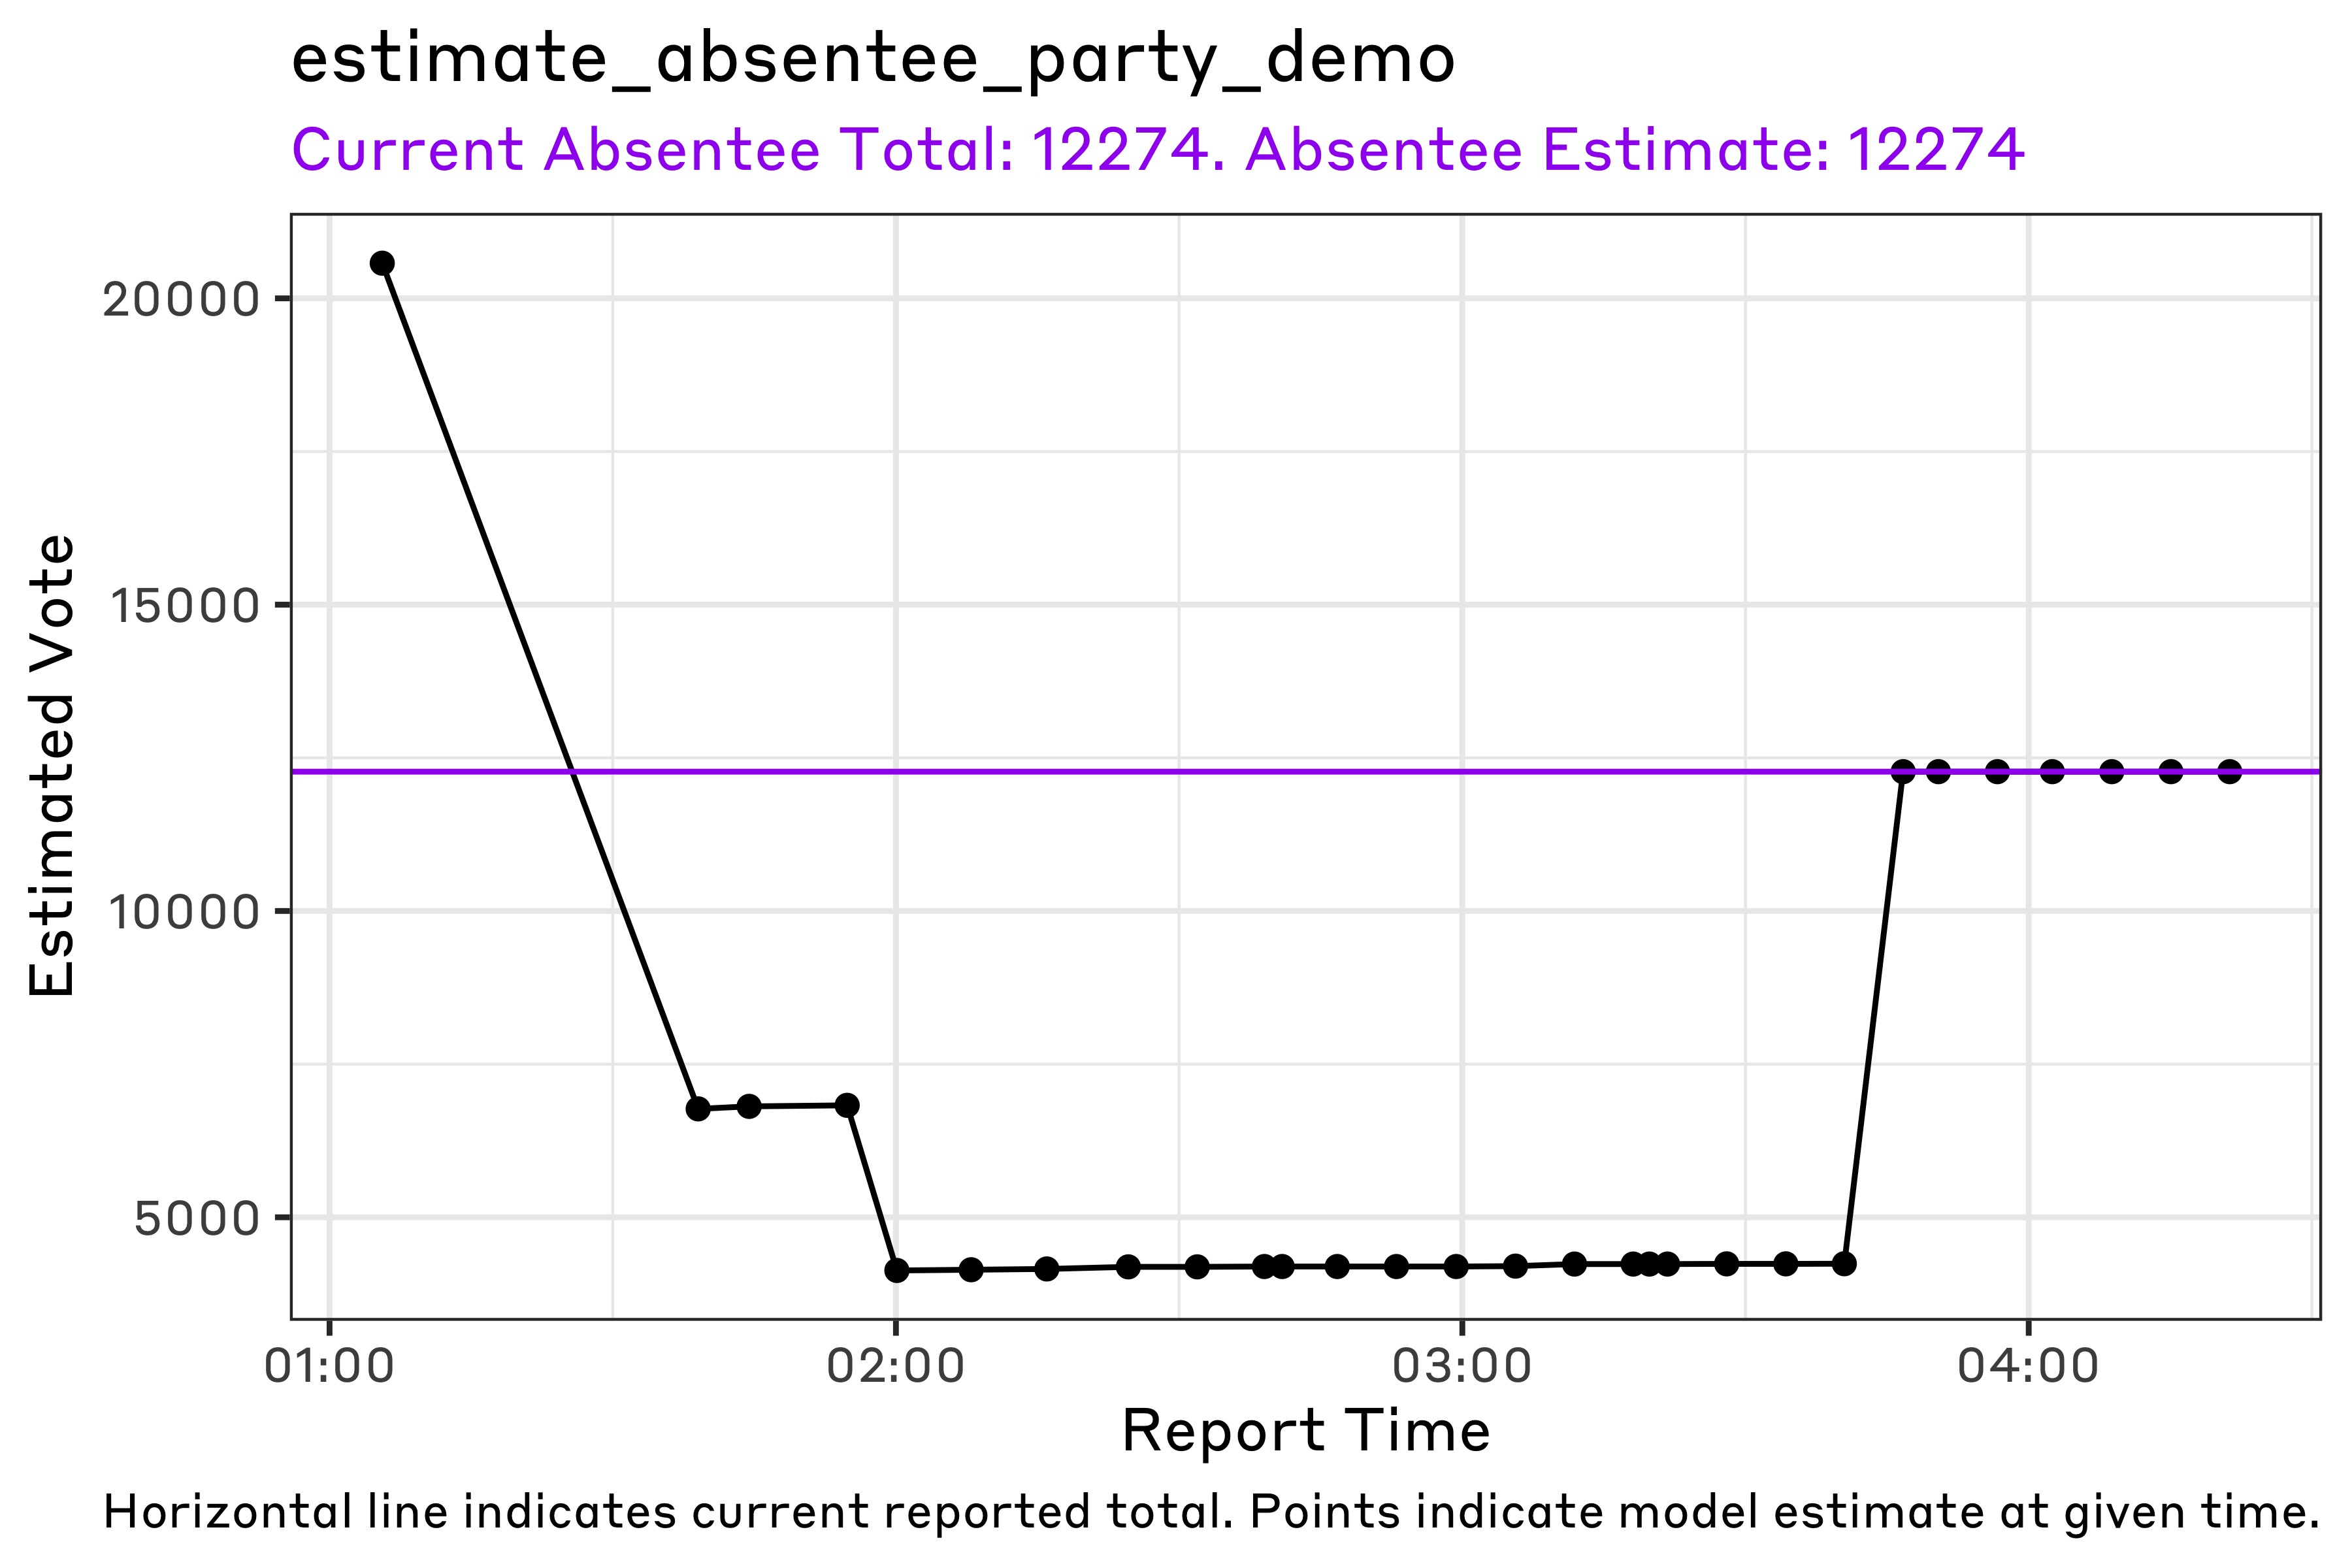 estimate_absentee_party_demo
Current Absentee Total: 12274. Absentee Estimate: 12274
Estimated Vote
20000
15000
10000
5000
01:00 02:00 03:00 04:00
Report Time
Horizontal line indicates current reported total. Points indicate model estimate at given time.